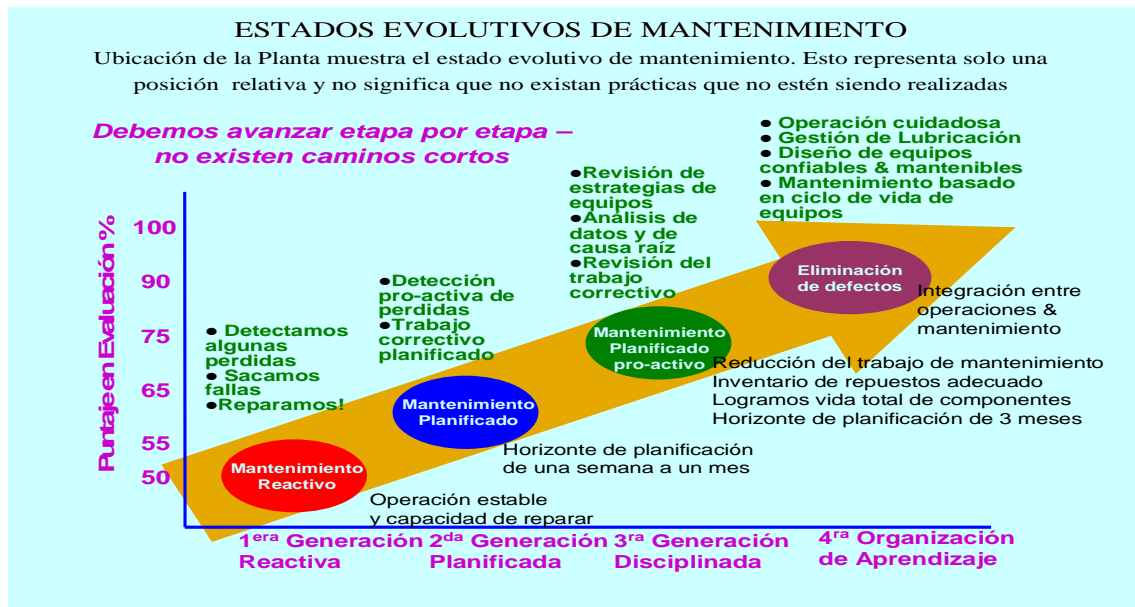 ESTADOS EVOLUTIVOS DE MANTENIMIENTO
Ubicación de la Planta muestra el estado evolutivo de mantenimiento. Esto representa solo una
posición relativa y no significa que no existan prácticas que no estén siendo realizadas
Debemos avanzar etapa por etapa –
no existen caminos cortos
● Operación cuidadosa
● Gestión de Lubricación
● Diseño de equipos
confiables & mantenibles
● Mantenimiento basado
en ciclo de vida de
equipos
●Revisión de
estrategias de
equipos
●Análisis de
datos y de
causa raíz
●Revisión del
trabajo
correctivo
●Detección
pro-activa de
perdidas
●Trabajo
correctivo
planificado
● Detectamos
algunas
perdidas
● Sacamos
fallas
●Reparamos!
Puntaje en Evaluación %
100
90
75
65
55
50
Eliminación
de defectos
Integración entre
operaciones &
mantenimiento
Mantenimiento
Planificado
pro-activo
Reducción del trabajo de mantenimiento
Inventario de repuestos adecuado
Logramos vida total de componentes
Horizonte de planificación de 3 meses
Mantenimiento
Planificado
Horizonte de planificación
de una semana a un mes
Mantenimiento
Reactivo
Operación estable
y capacidad de reparar
1era Generación
Reactiva
2da Generación
Planificada
3ra Generación
Disciplinada
4ra Organización
de Aprendizaje